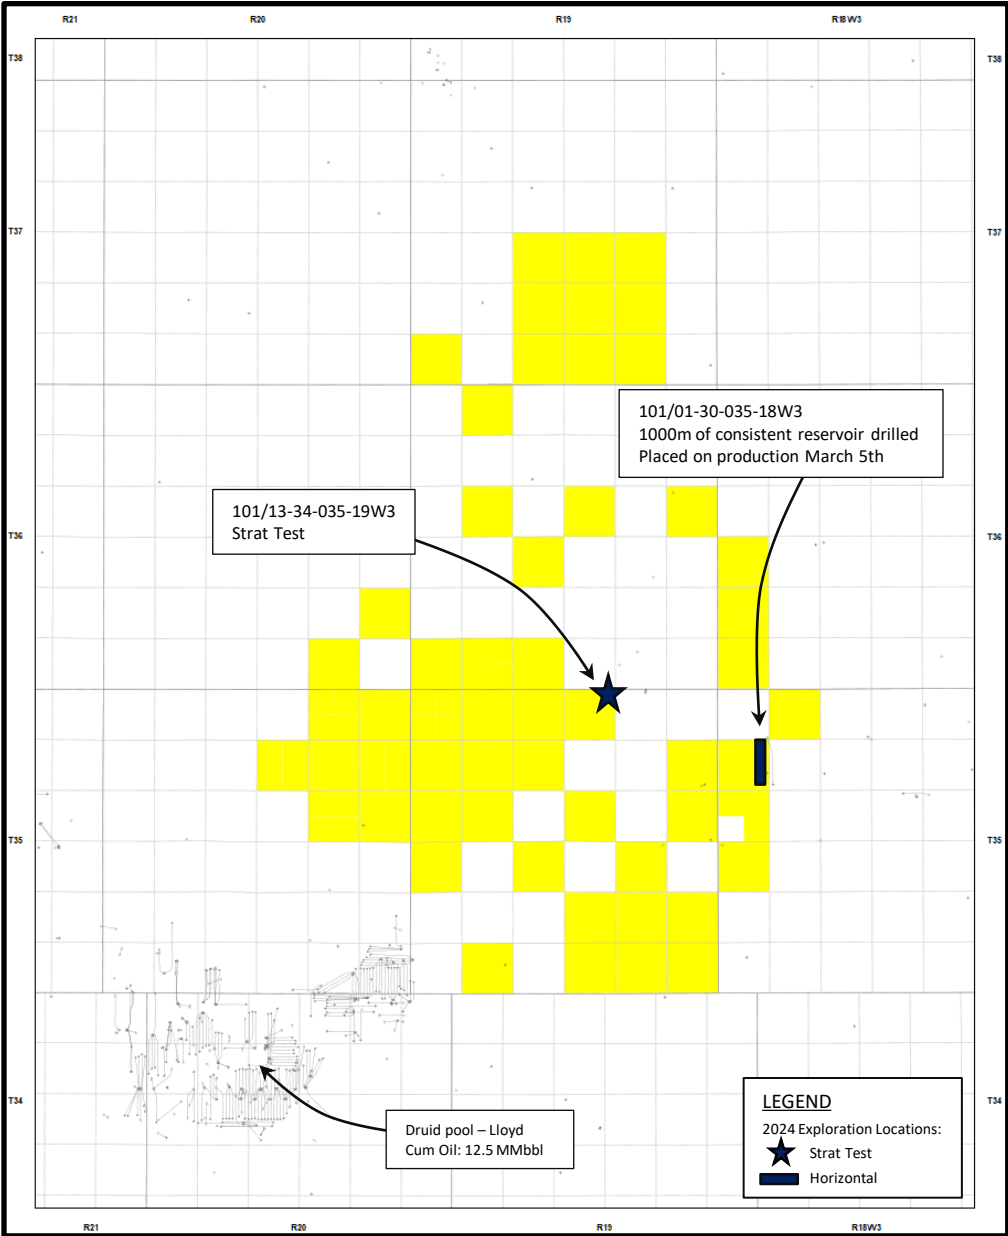 R21 R20 R19 R18W3
T38 T38
T37 T37
101/01-30-035-18W3
1000m of consistent reservoir drilled
Placed on production March 5th
101/13-34-035-19W3
Strat Test
T36 T36
T35 T35
T34 T34
Druid pool – Lloyd
Cum Oil: 12.5 MMbbl
LEGEND
2024 Exploration Locations:
Strat Test
Horizontal
R21 R20 R19 R18W3